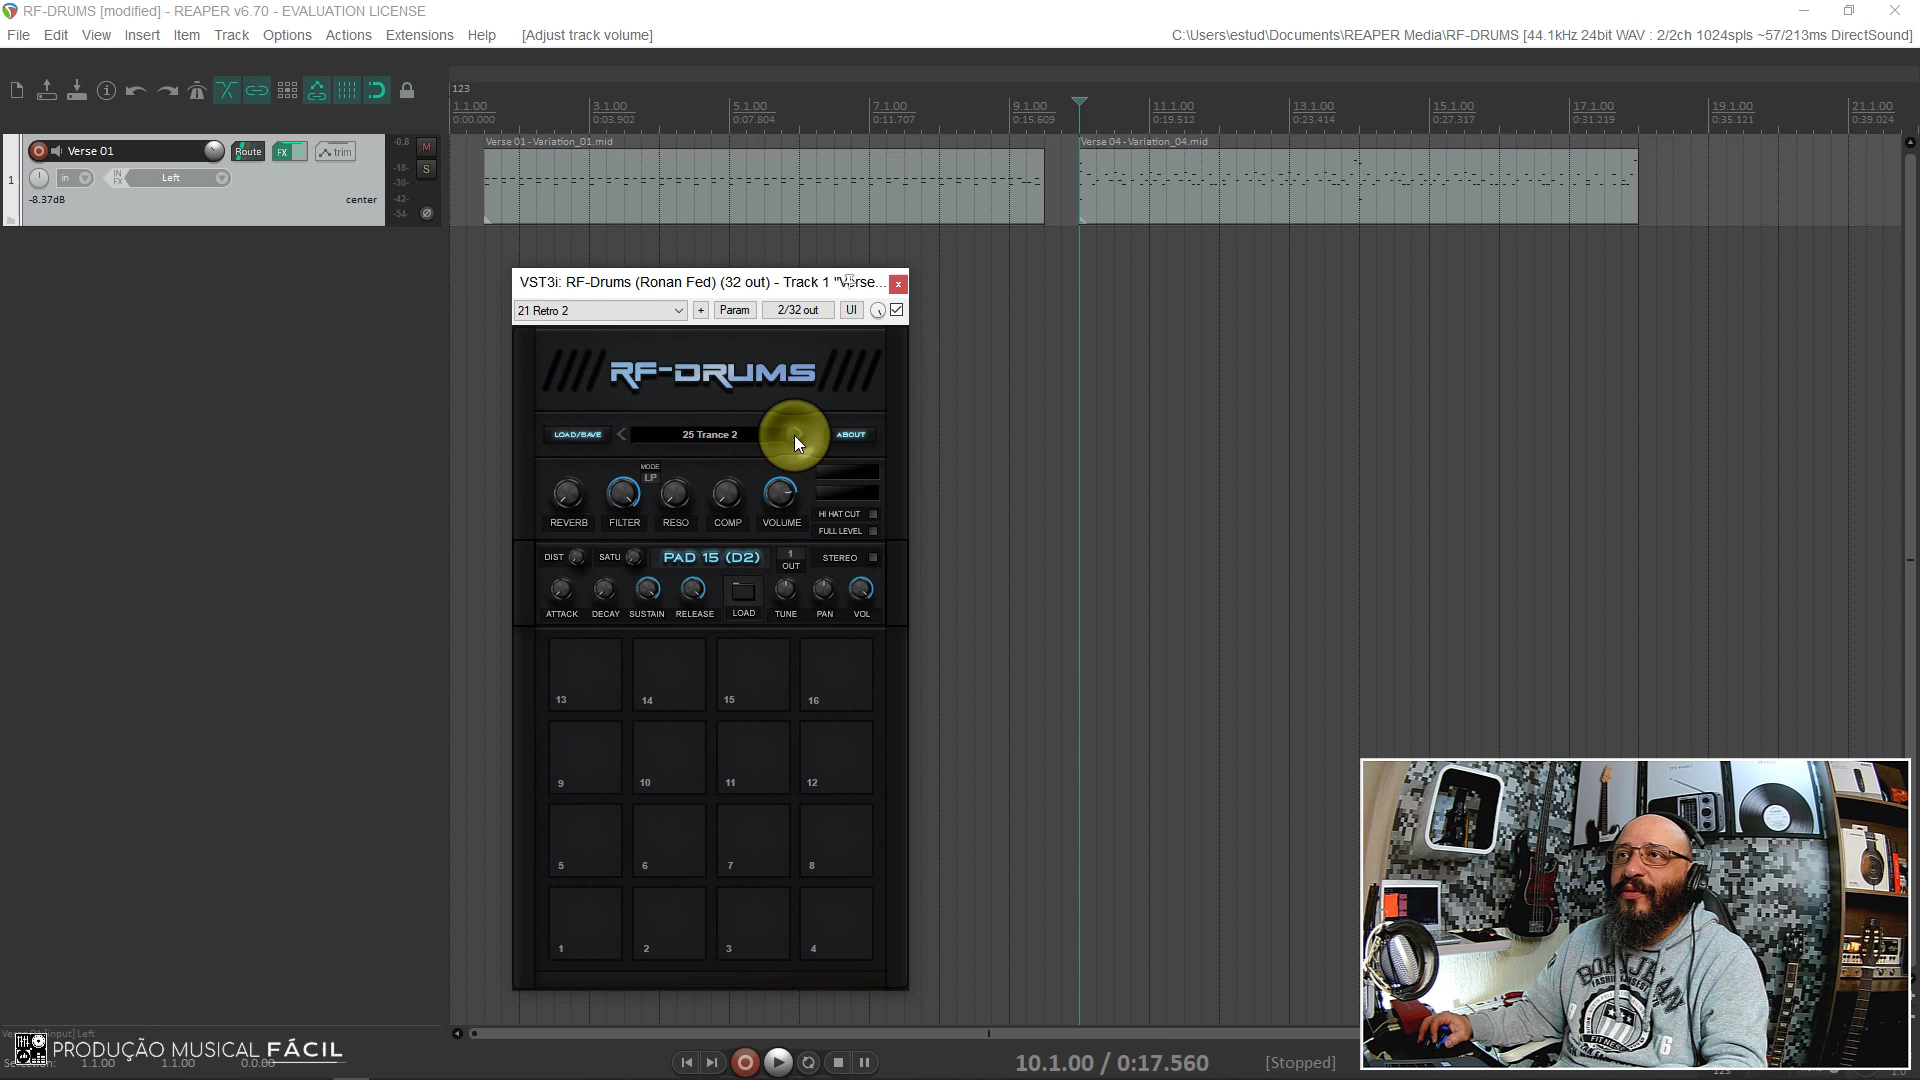 RF-DRUMS [modified] - REAPER v6.70 - EVALUATION LICENSE
File Edit View Insert Item Track Options Actions Extensions Help [Adjust track volume]
C:\Users\estud\Documents\REAPER Media\RF-DRUMS [44.1kHz 24bit WAV : 2/2ch 1024spls ~57/213ms DirectSound]
123
1.1.00 3.1.00 5.1.00 7.1.00 9.1.00 11.1.00 13.1.00 15.1.00 17.1.00 19.1.00 21.1.00
0:00.000 0:03.902 0:07.804 0:11.707 0:15.609 0:19.512 0:23.414 0:27.317 0:31.219 0:35.121 0:39.024
Verse 01 - Variation_01.mid Verse 04 - Variation_04.mid
1 Verse 01 Route FX trim -0.8 M
in IN FX Left -18- S
-30-
-8.37dB center -42-
-54-
VST3i: RF-Drums (Ronan Fed) (32 out) - Track 1 "Verse... x
21 Retro 2 + Param 2/32 out UI
RF-DRUMS
LOAD/SAVE 25 Trance 2 ABOUT
MODE
LP
REVERB FILTER RESO COMP VOLUME HI HAT CUT
FULL LEVEL
DIST SATU PAD 15 (D2) 1 OUT STEREO
ATTACK DECAY SUSTAIN RELEASE LOAD TUNE PAN VOL
13 14 15 16
9 10 11 12
5 6 7 8
1 2 3 4
PRODUÇÃO MUSICAL FÁCIL
Selection: 1.1.00 1.1.00 0.0.00
10.1.00 / 0:17.560 [Stopped]